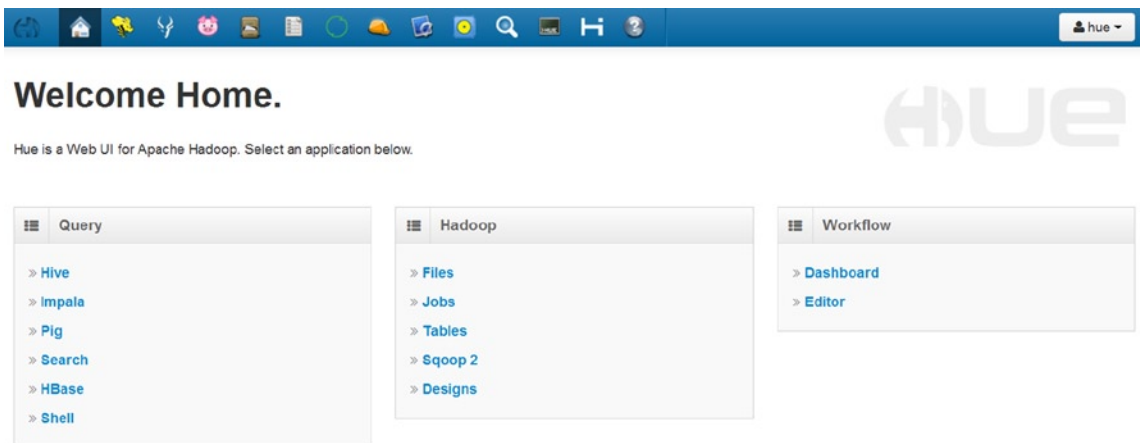 hue
Welcome Home.
HUE
Hue is a Web UI for Apache Hadoop. Select an application below.
Query
» Hive
» Impala
» Pig
» Search
» HBase
» Shell
Hadoop
» Files
» Jobs
» Tables
» Sqoop 2
» Designs
Workflow
» Dashboard
» Editor